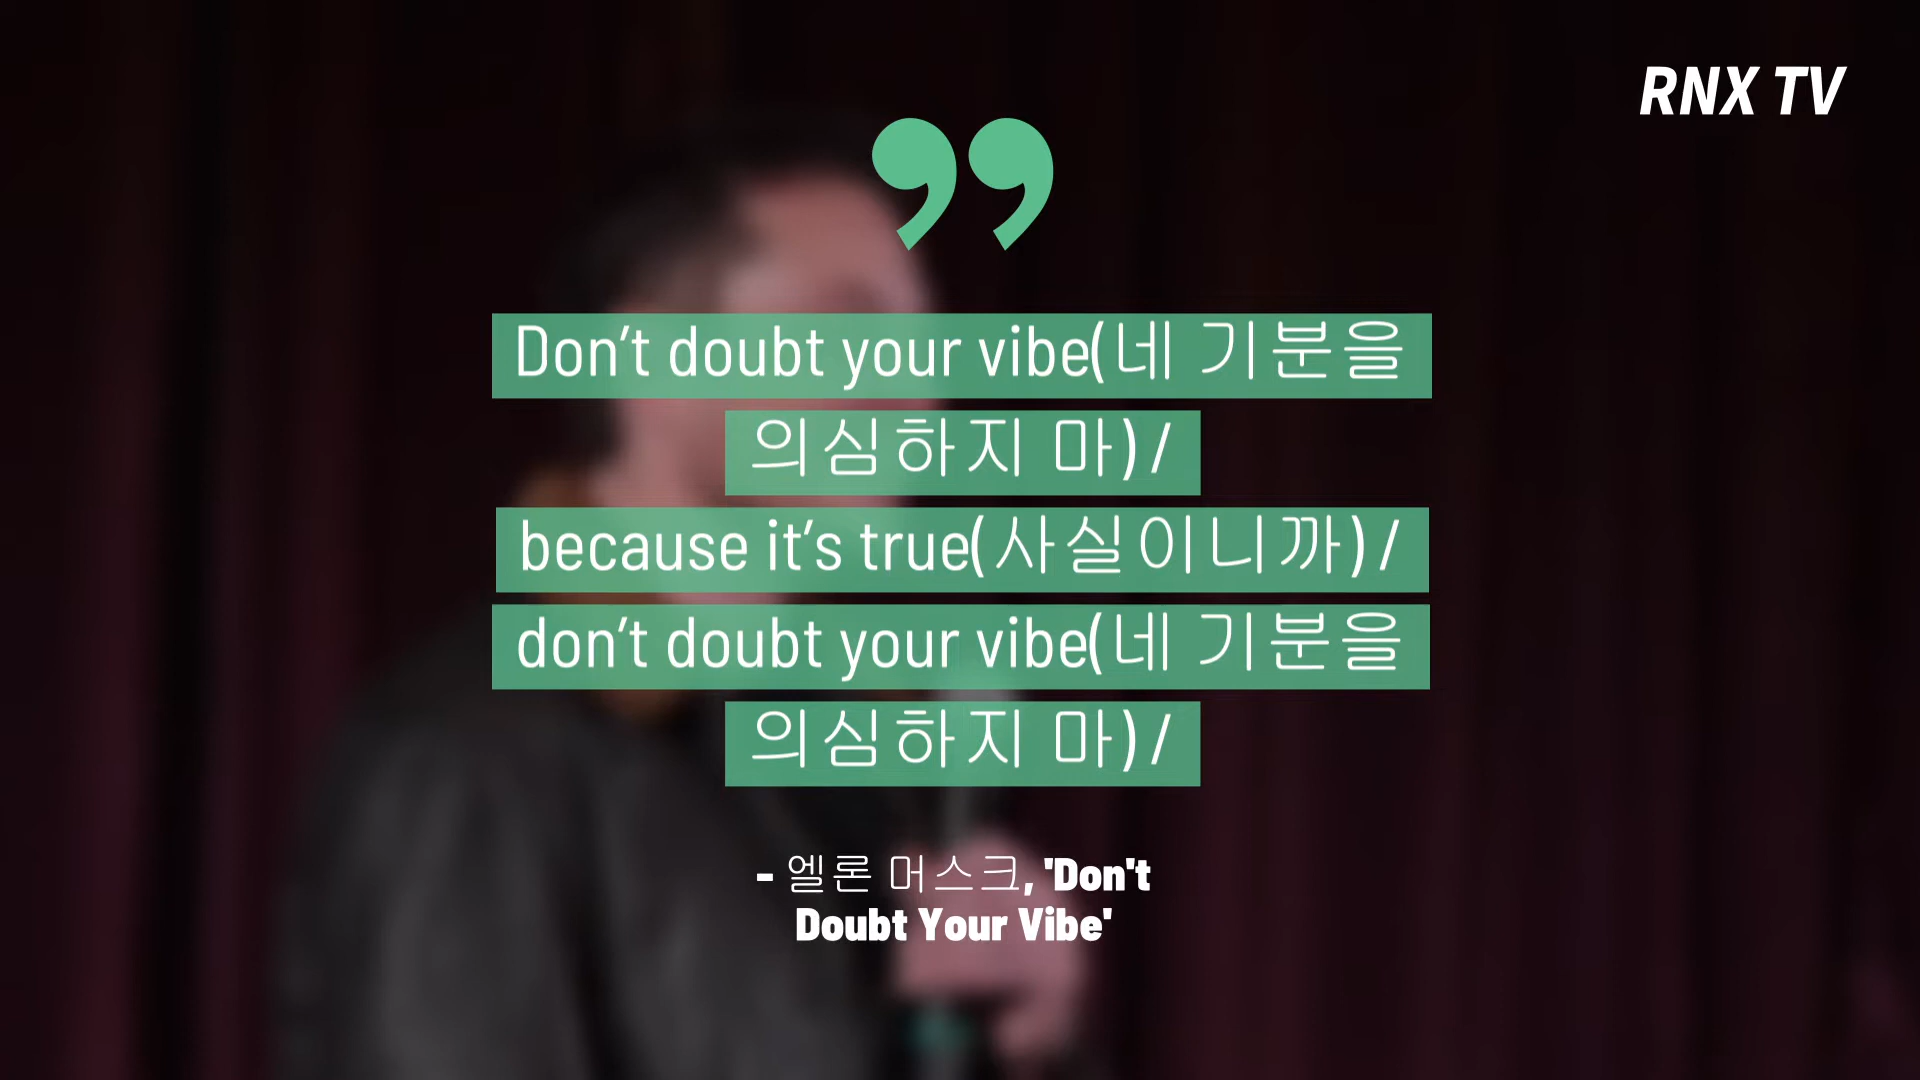 RNX TV
Don’t doubt your vibe(네 기분을
의심하지 마)/
because it’s true(사실이니까)/
don’t doubt your vibe(네 기분을
의심하지 마)/
- 엘론 머스크, 'Don't
Doubt Your Vibe'